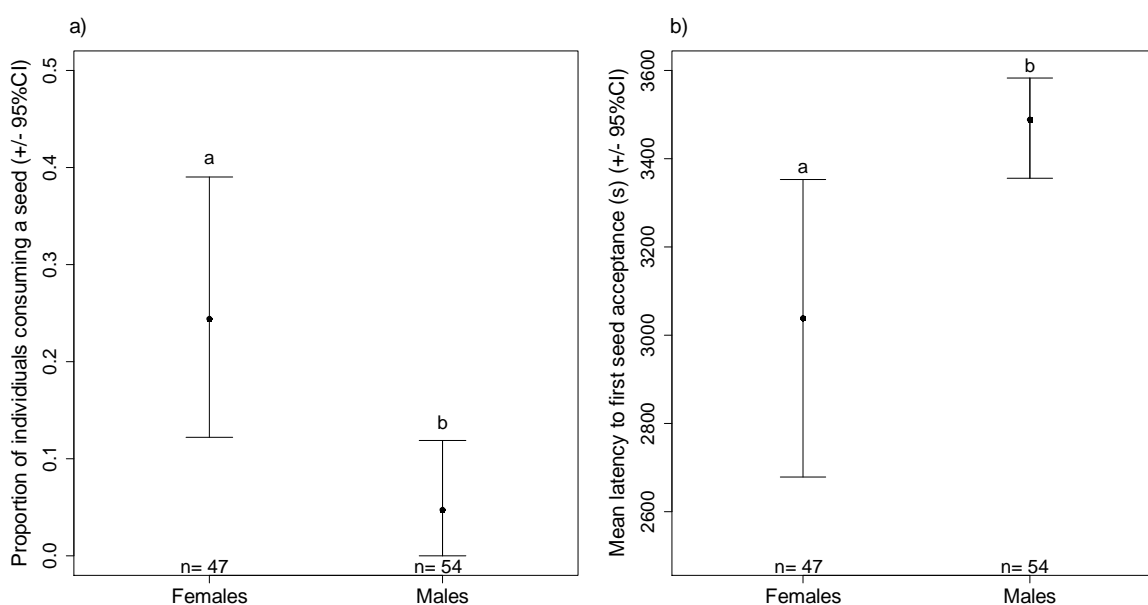 a)
Proportion of individiuals consuming a seed (+/- 95%CI)
0.5
0.4
0.3
0.2
0.1
0.0
a
b
n= 47
n= 54
Females
Males
b)
Mean latency to first seed acceptance (s) (+/- 95%CI)
3600
3400
3200
3000
2800
2600
a
b
n= 47
n= 54
Females
Males